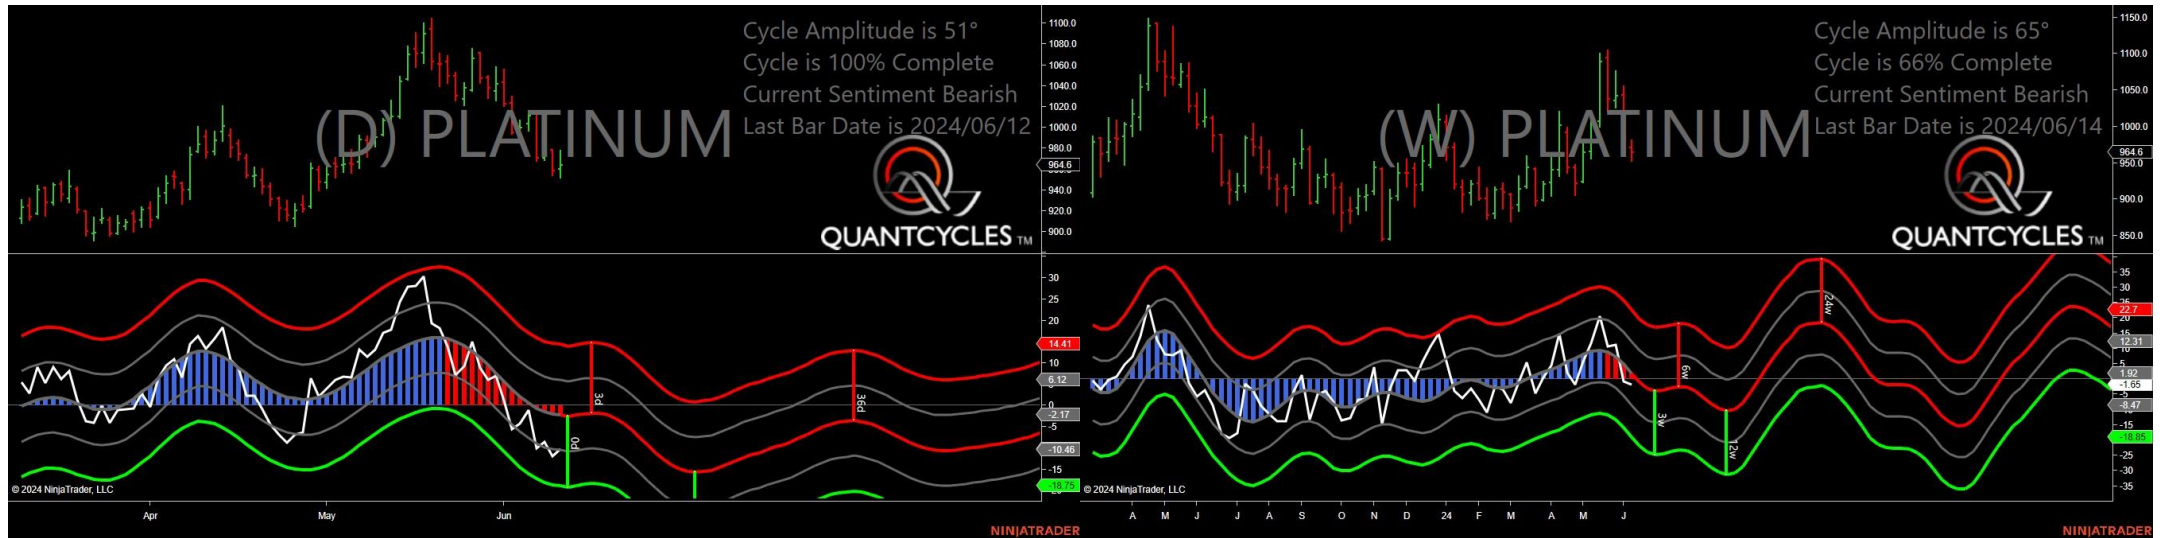 Cycle Amplitude is 51°
Cycle is 100% Complete
Current Sentiment Bearish
Last Bar Date is 2024/06/12
(D) PLATINUM
QUANTCYCLES TM
1100.0
1080.0
1060.0
1040.0
1020.0
1000.0
980.0
964.6
940.0
920.0
900.0
30
25
20
14.41
10
6.12
0
-2.17
-5
-10.46
-15
-18.75
3d
0d
36d
© 2024 NinjaTrader, LLC
Apr
May
Jun
NINJATRADER
Cycle Amplitude is 65°
Cycle is 66% Complete
Current Sentiment Bearish
Last Bar Date is 2024/06/14
(W) PLATINUM
QUANTCYCLES TM
1150.0
1100.0
1050.0
1000.0
964.6
950.0
900.0
850.0
35
30
25
22.7
15
12.31
5
1.92
-1.65
-5
-8.47
-15
-18.85
-25
-30
-35
6w
3w
12w
24w
© 2024 NinjaTrader, LLC
A
M
J
J
A
S
O
N
D
24
F
M
A
M
J
NINJATRADER